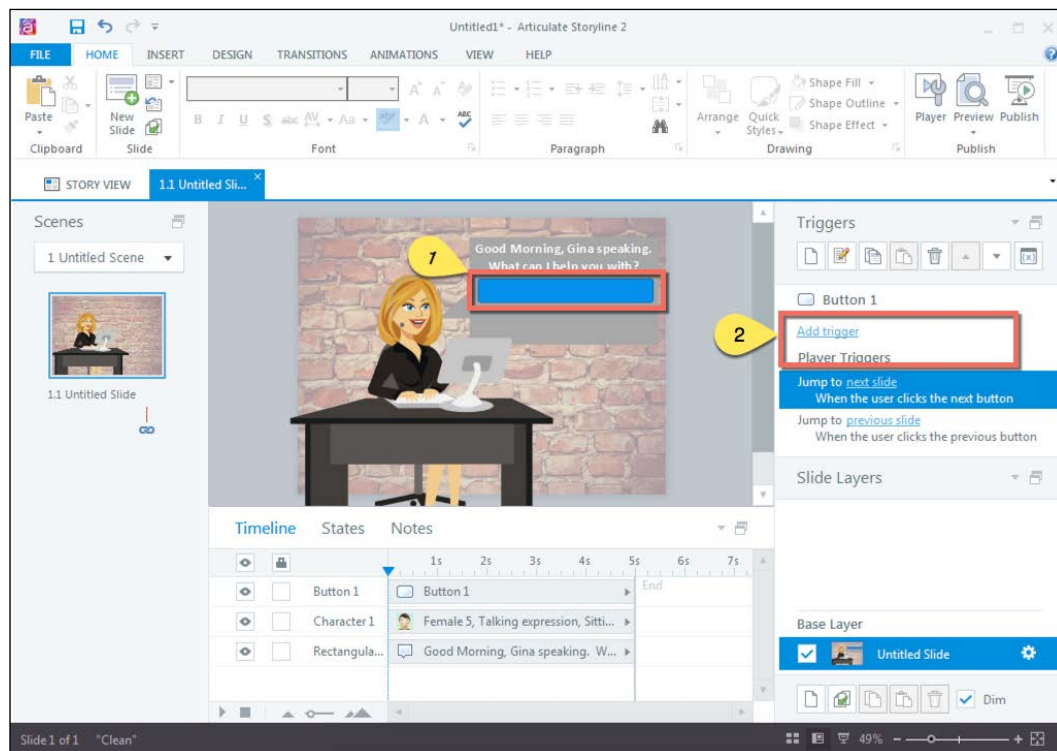 Untitled1* - Articulate Storyline 2
FILE HOME INSERT DESIGN TRANSITIONS ANIMATIONS VIEW HELP
Paste
New Slide
B I U S abc AV Aa A ABC
Arrange
Quick Styles
Shape Fill
Shape Outline
Shape Effect
Player Preview Publish
Clipboard Slide Font Paragraph Drawing Publish
STORY VIEW 1.1 Untitled Sli...
Scenes
1 Untitled Scene
1.1 Untitled Slide
Good Morning, Gina speaking.
What can I help you with?
1
2
Triggers
Button 1
Add trigger
Player Triggers
Jump to next slide
When the user clicks the next button
Jump to previous slide
When the user clicks the previous button
Slide Layers
Timeline States Notes
1s 2s 3s 4s 5s 6s 7s
Button 1 Button 1 End
Character 1 Female 5, Talking expression, Sitti...
Rectangula... Good Morning, Gina speaking. W...
Base Layer
Untitled Slide
Dim
Slide 1 of 1 "Clean" 49%